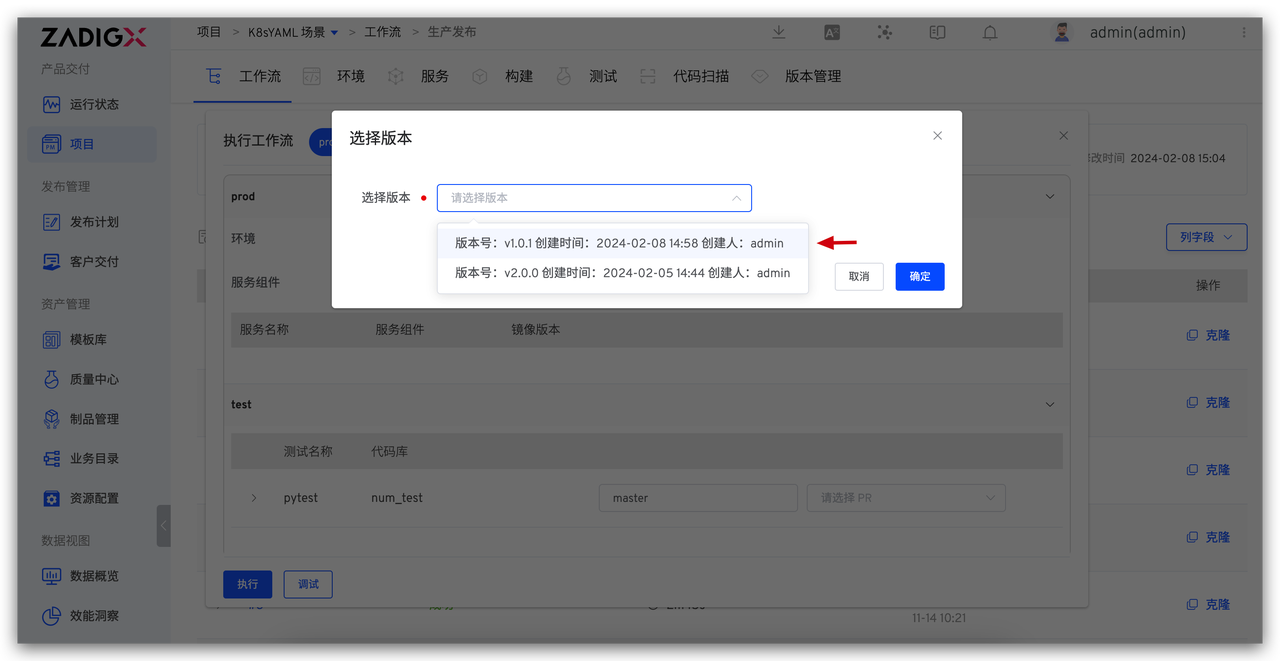 ZADIGX
项目 > K8sYAML 场景 > 工作流 > 生产发布
admin(admin)
产品交付
运行状态
项目
发布管理
发布计划
客户交付
资产管理
模板库
质量中心
制品管理
业务目录
资源配置
数据视图
数据概览
效能洞察
工作流 环境 服务 构建 测试 代码扫描 版本管理
执行工作流
选择版本
修改时间 2024-02-08 15:04
选择版本 请选择版本
版本号：v1.0.1 创建时间：2024-02-08 14:58 创建人：admin
版本号：v2.0.0 创建时间：2024-02-05 14:44 创建人：admin
取消 确定
prod
环境
服务组件
服务名称 服务组件 镜像版本
test
测试名称 代码库
pytest num_test master 请选择 PR
执行 调试
列字段
操作
克隆
克隆
克隆
克隆
克隆
11-14 10:21